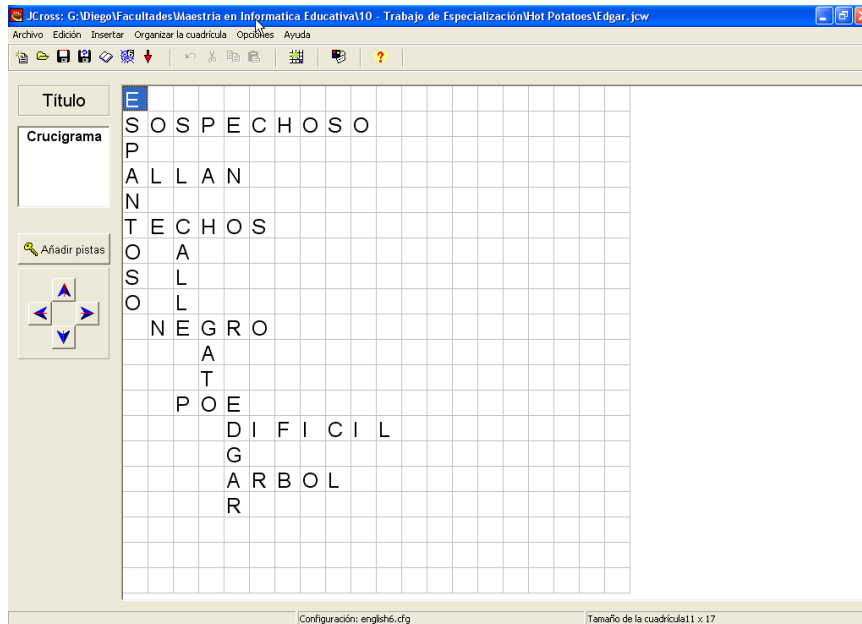 JCross: G:\Diego\Facultades\Maestria en Informatica Educativa\10 - Trabajo de Especialización\Hot Potatoes\Edgar.jcw
Archivo Edición Insertar Organizar la cuadrícula Opciones Ayuda
Título
Crucigrama
Añadir pistas
E
SOSPECHOSO
P
ALLAN
N
TECHOS
O A
S L
O L
NEGRO
A
T
POE
DIFICIL
G
ARBOL
R
Configuración: english6.cfg
Tamaño de la cuadrícula11 x 17